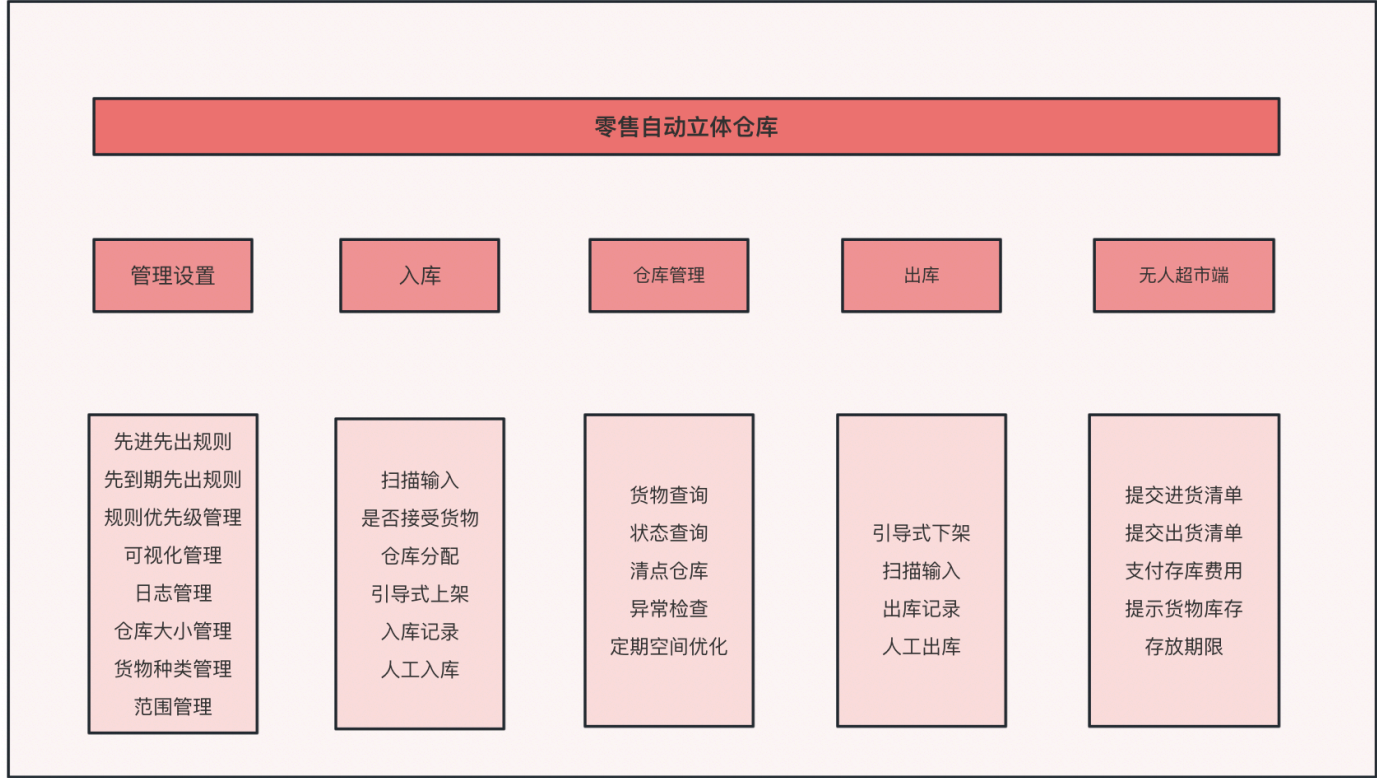 零售自动立体仓库
管理设置
入库
仓库管理
出库
无人超市端
先进先出规则
先到期先出规则
规则优先级管理
可视化管理
日志管理
仓库大小管理
货物种类管理
范围管理
扫描输入
是否接受货物
仓库分配
引导式上架
入库记录
人工入库
货物查询
状态查询
清点仓库
异常检查
定期空间优化
引导式下架
扫描输入
出库记录
人工出库
提交进货清单
提交出货清单
支付存库费用
提示货物库存
存放期限